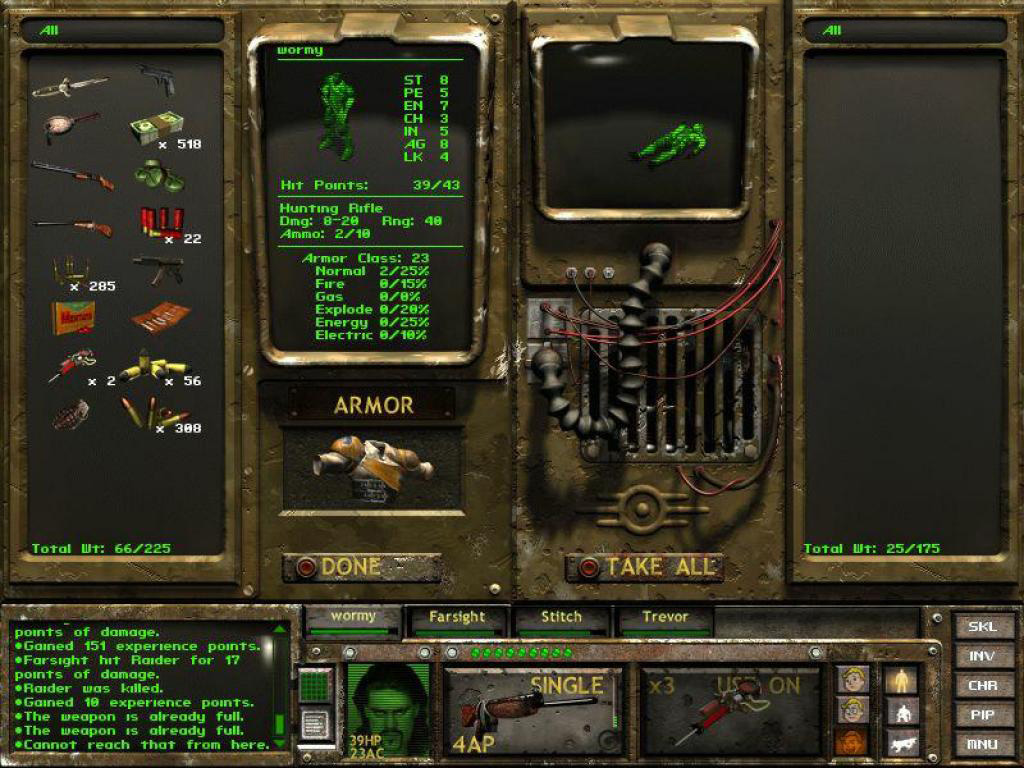 All
x 518
x 22
x 285
x 2
x 56
x 308
Total Wt: 66/225
wormy
ST 8
PE 5
EN 7
CH 3
IN 5
AG 8
LK 4
Hit Points: 39/43
Hunting Rifle
Dmg: 8-20 Rng: 40
Ammo: 2/10
Armor Class: 23
Normal 2/25%
Fire 0/15%
Gas 0/0%
Explode 0/20%
Energy 0/25%
Electric 0/10%
ARMOR
DONE
TAKE ALL
All
Total Wt: 25/175
points of damage.
•Gained 151 experience points.
•Farsight hit Raider for 17
points of damage.
•Raider was killed.
•Gained 10 experience points.
•The weapon is already full.
•The weapon is already full.
•Cannot reach that from here.
wormy Farsight Stitch Trevor
39HP
23AC
SINGLE
4AP
x3 USE ON
SKL
INV
CHR
PIP
MNU